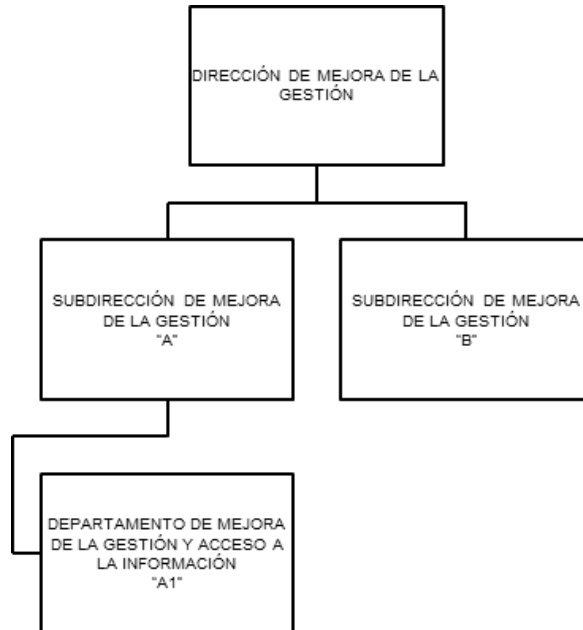 DIRECCIÓN DE MEJORA DE LA
GESTIÓN
SUBDIRECCIÓN DE MEJORA
DE LA GESTIÓN
"A"
SUBDIRECCIÓN DE MEJORA
DE LA GESTIÓN
"B"
DEPARTAMENTO DE MEJORA
DE LA GESTIÓN Y ACCESO A
LA INFORMACIÓN
"A1"